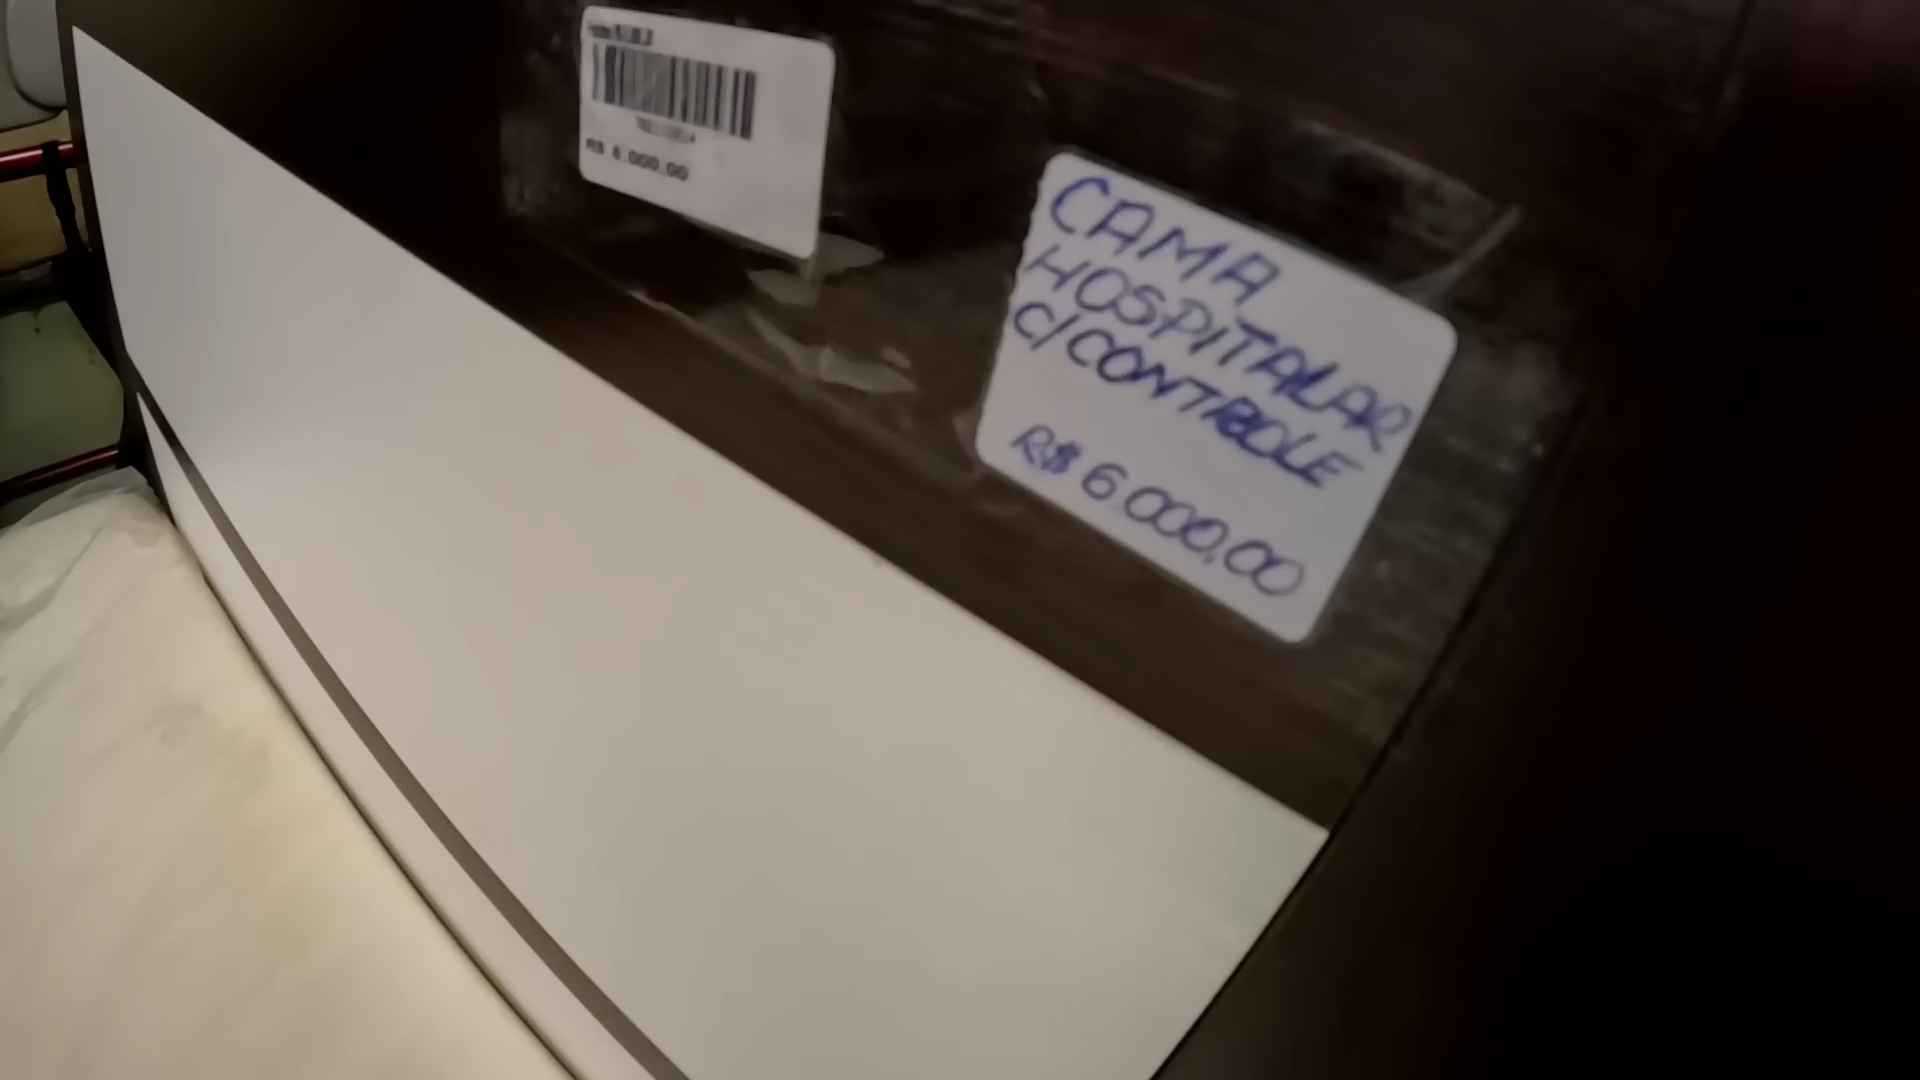 R$ 6.000,00
CAMA
HOSPITALAR
C/CONTROLE
R$ 6.000,00